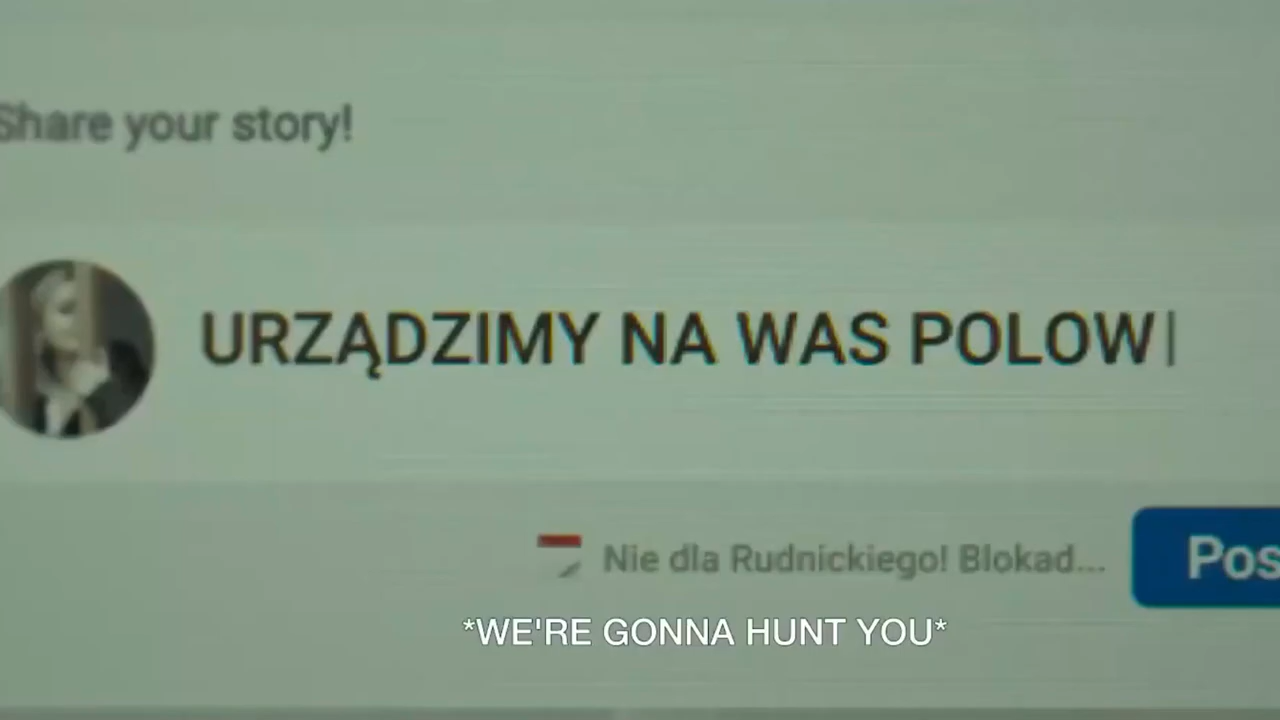 Share your story!
URZĄDZIMY NA WAS POLOW
Nie dla Rudnickiego! Blokad...
Pos
*WE'RE GONNA HUNT YOU*